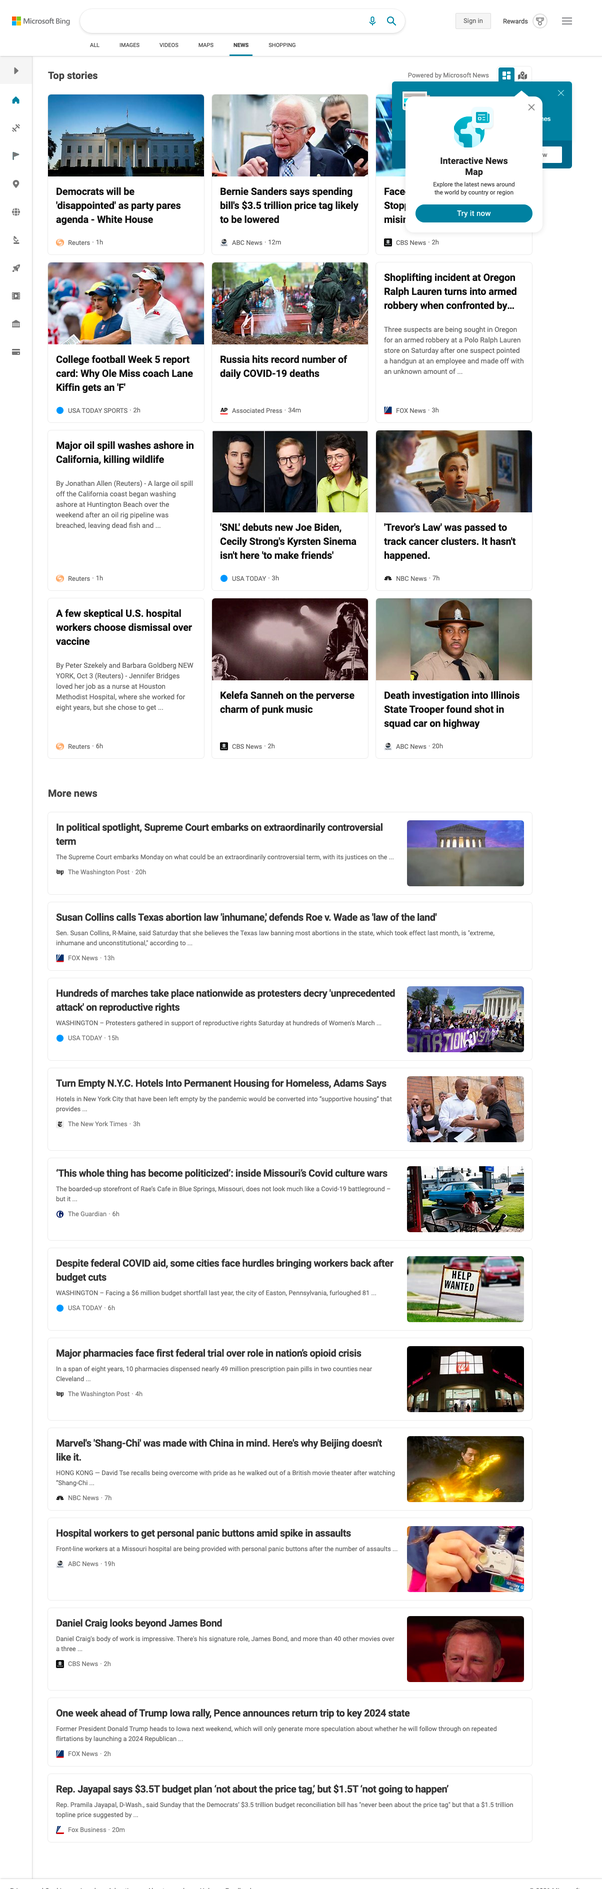 Microsoft Bing
Sign in
Rewards
ALL
IMAGES
VIDEOS
MAPS
NEWS
SHOPPING
Top stories
Powered by Microsoft News
Interactive News
Map
Explore the latest news around
the world by country or region
Try it now
Democrats will be
'disappointed' as party pares
agenda - White House
Reuters · 1h
Bernie Sanders says spending
bill's $3.5 trillion price tag likely
to be lowered
ABC News · 12m
CBS News · 2h
College football Week 5 report
card: Why Ole Miss coach Lane
Kiffin gets an 'F'
USA TODAY SPORTS · 2h
Russia hits record number of
daily COVID-19 deaths
AP
Associated Press · 34m
Shoplifting incident at Oregon
Ralph Lauren turns into armed
robbery when confronted by...
Three suspects are being sought in Oregon
for an armed robbery at a Polo Ralph Lauren
store on Saturday after one suspect pointed
a handgun at an employee and made off with
an unknown amount of ...
FOX News · 3h
Major oil spill washes ashore in
California, killing wildlife
By Jonathan Allen (Reuters) - A large oil spill
off the California coast began washing
ashore at Huntington Beach over the
weekend after an oil rig pipeline was
breached, leaving dead fish and ...
Reuters · 1h
'SNL' debuts new Joe Biden,
Cecily Strong's Kyrsten Sinema
isn't here 'to make friends'
USA TODAY · 3h
'Trevor's Law' was passed to
track cancer clusters. It hasn't
happened.
NBC News · 7h
A few skeptical U.S. hospital
workers choose dismissal over
vaccine
By Peter Szekely and Barbara Goldberg NEW
YORK, Oct 3 (Reuters) - Jennifer Bridges
loved her job as a nurse at Houston
Methodist Hospital, where she worked for
eight years, but she chose to get ...
Reuters · 6h
Kelefa Sanneh on the perverse
charm of punk music
CBS News · 2h
Death investigation into Illinois
State Trooper found shot in
squad car on highway
ABC News · 20h
More news
In political spotlight, Supreme Court embarks on extraordinarily controversial
term
The Supreme Court embarks Monday on what could be an extraordinarily controversial term, with its justices on the ...
wp
The Washington Post · 20h
Susan Collins calls Texas abortion law 'inhumane,' defends Roe v. Wade as 'law of the land'
Sen. Susan Collins, R-Maine, said Saturday that she believes the Texas law banning most abortions in the state, which took effect last month, is "extreme,
inhumane and unconstitutional," according to ...
FOX News · 13h
Hundreds of marches take place nationwide as protesters decry 'unprecedented
attack' on reproductive rights
WASHINGTON – Protesters gathered in support of reproductive rights Saturday at hundreds of Women's March ...
USA TODAY · 15h
Turn Empty N.Y.C. Hotels Into Permanent Housing for Homeless, Adams Says
Hotels in New York City that have been left empty by the pandemic would be converted into "supportive housing" that
provides ...
The New York Times · 3h
'This whole thing has become politicized': inside Missouri's Covid culture wars
The boarded-up storefront of Rae's Cafe in Blue Springs, Missouri, does not look much like a Covid-19 battleground –
but it ...
The Guardian · 6h
Despite federal COVID aid, some cities face hurdles bringing workers back after
budget cuts
WASHINGTON – Facing a $6 million budget shortfall last year, the city of Easton, Pennsylvania, furloughed 81 ...
USA TODAY · 6h
HELP
WANTED
Major pharmacies face first federal trial over role in nation's opioid crisis
In a span of eight years, 10 pharmacies dispensed nearly 49 million prescription pain pills in two counties near
Cleveland ...
wp
The Washington Post · 4h
Marvel's 'Shang-Chi' was made with China in mind. Here's why Beijing doesn't
like it.
HONG KONG — David Tse recalls being overcome with pride as he walked out of a British movie theater after watching
"Shang-Chi ...
NBC News · 7h
Hospital workers to get personal panic buttons amid spike in assaults
Front-line workers at a Missouri hospital are being provided with personal panic buttons after the number of assaults ...
ABC News · 19h
Daniel Craig looks beyond James Bond
Daniel Craig's body of work is impressive. There's his signature role, James Bond, and more than 40 other movies over
a three ...
CBS News · 2h
One week ahead of Trump Iowa rally, Pence announces return trip to key 2024 state
Former President Donald Trump heads to Iowa next weekend, which will only generate more speculation about whether he will follow through on repeated
flirtations by launching a 2024 Republican ...
FOX News · 2h
Rep. Jayapal says $3.5T budget plan 'not about the price tag,' but $1.5T 'not going to happen'
Rep. Pramila Jayapal, D-Wash., said Sunday that the Democrats' $3.5 trillion budget reconciliation bill has "never been about the price tag" but that a $1.5 trillion
topline price suggested by ...
Fox Business · 20m